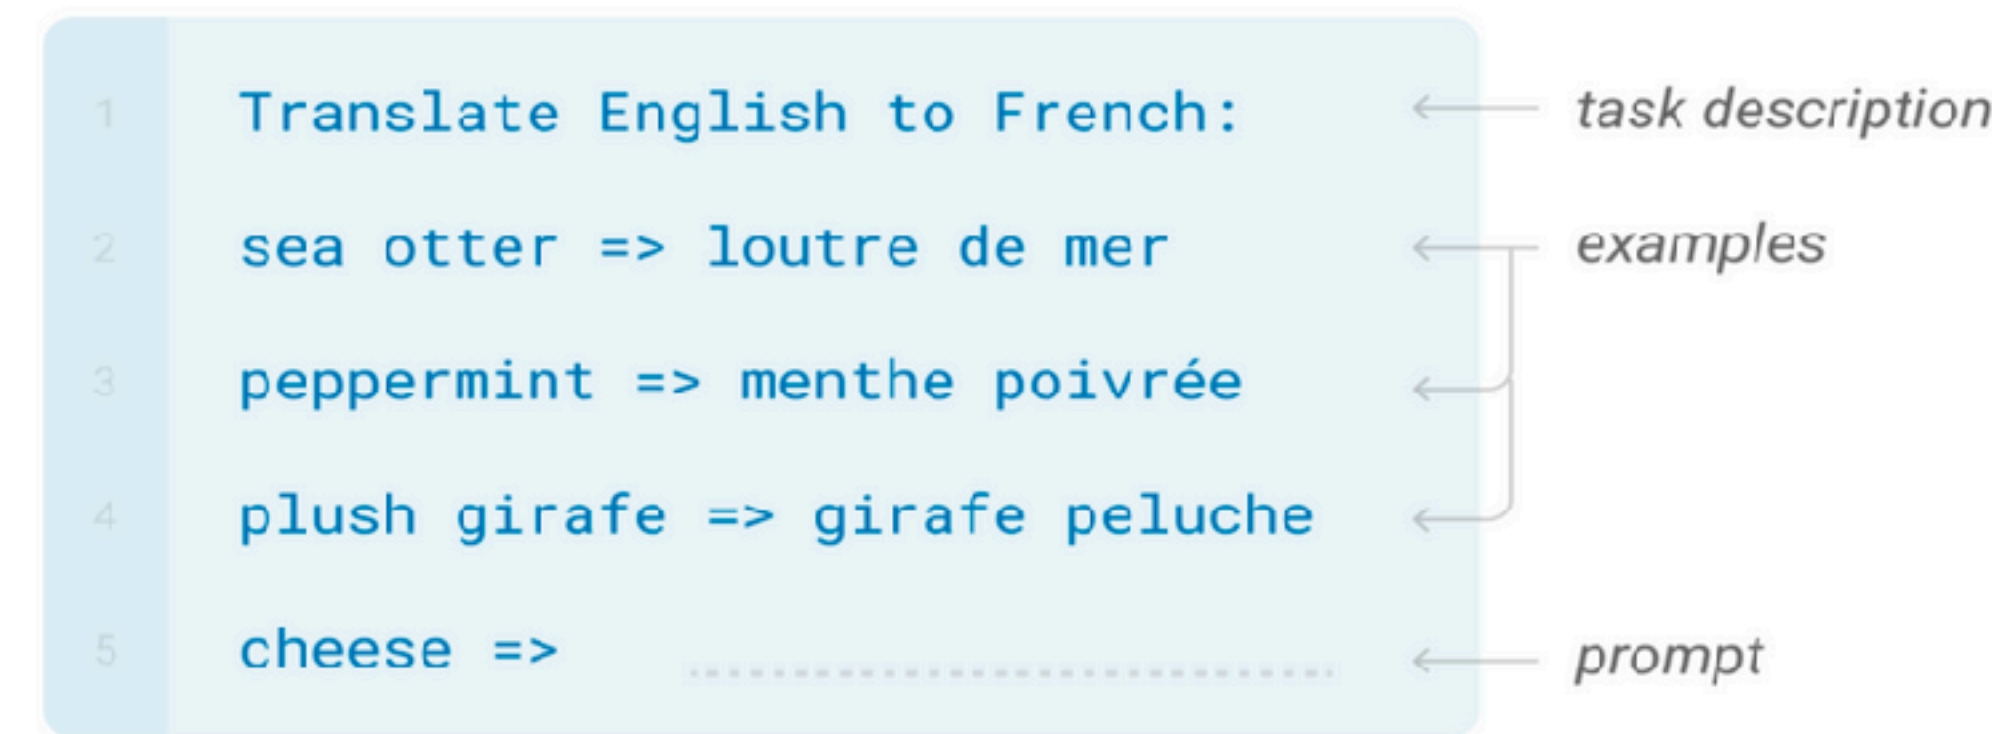 1 Translate English to French: task description
2 sea otter => loutre de mer examples
3 peppermint => menthe poivrée
4 plush girafe => girafe peluche
5 cheese => prompt